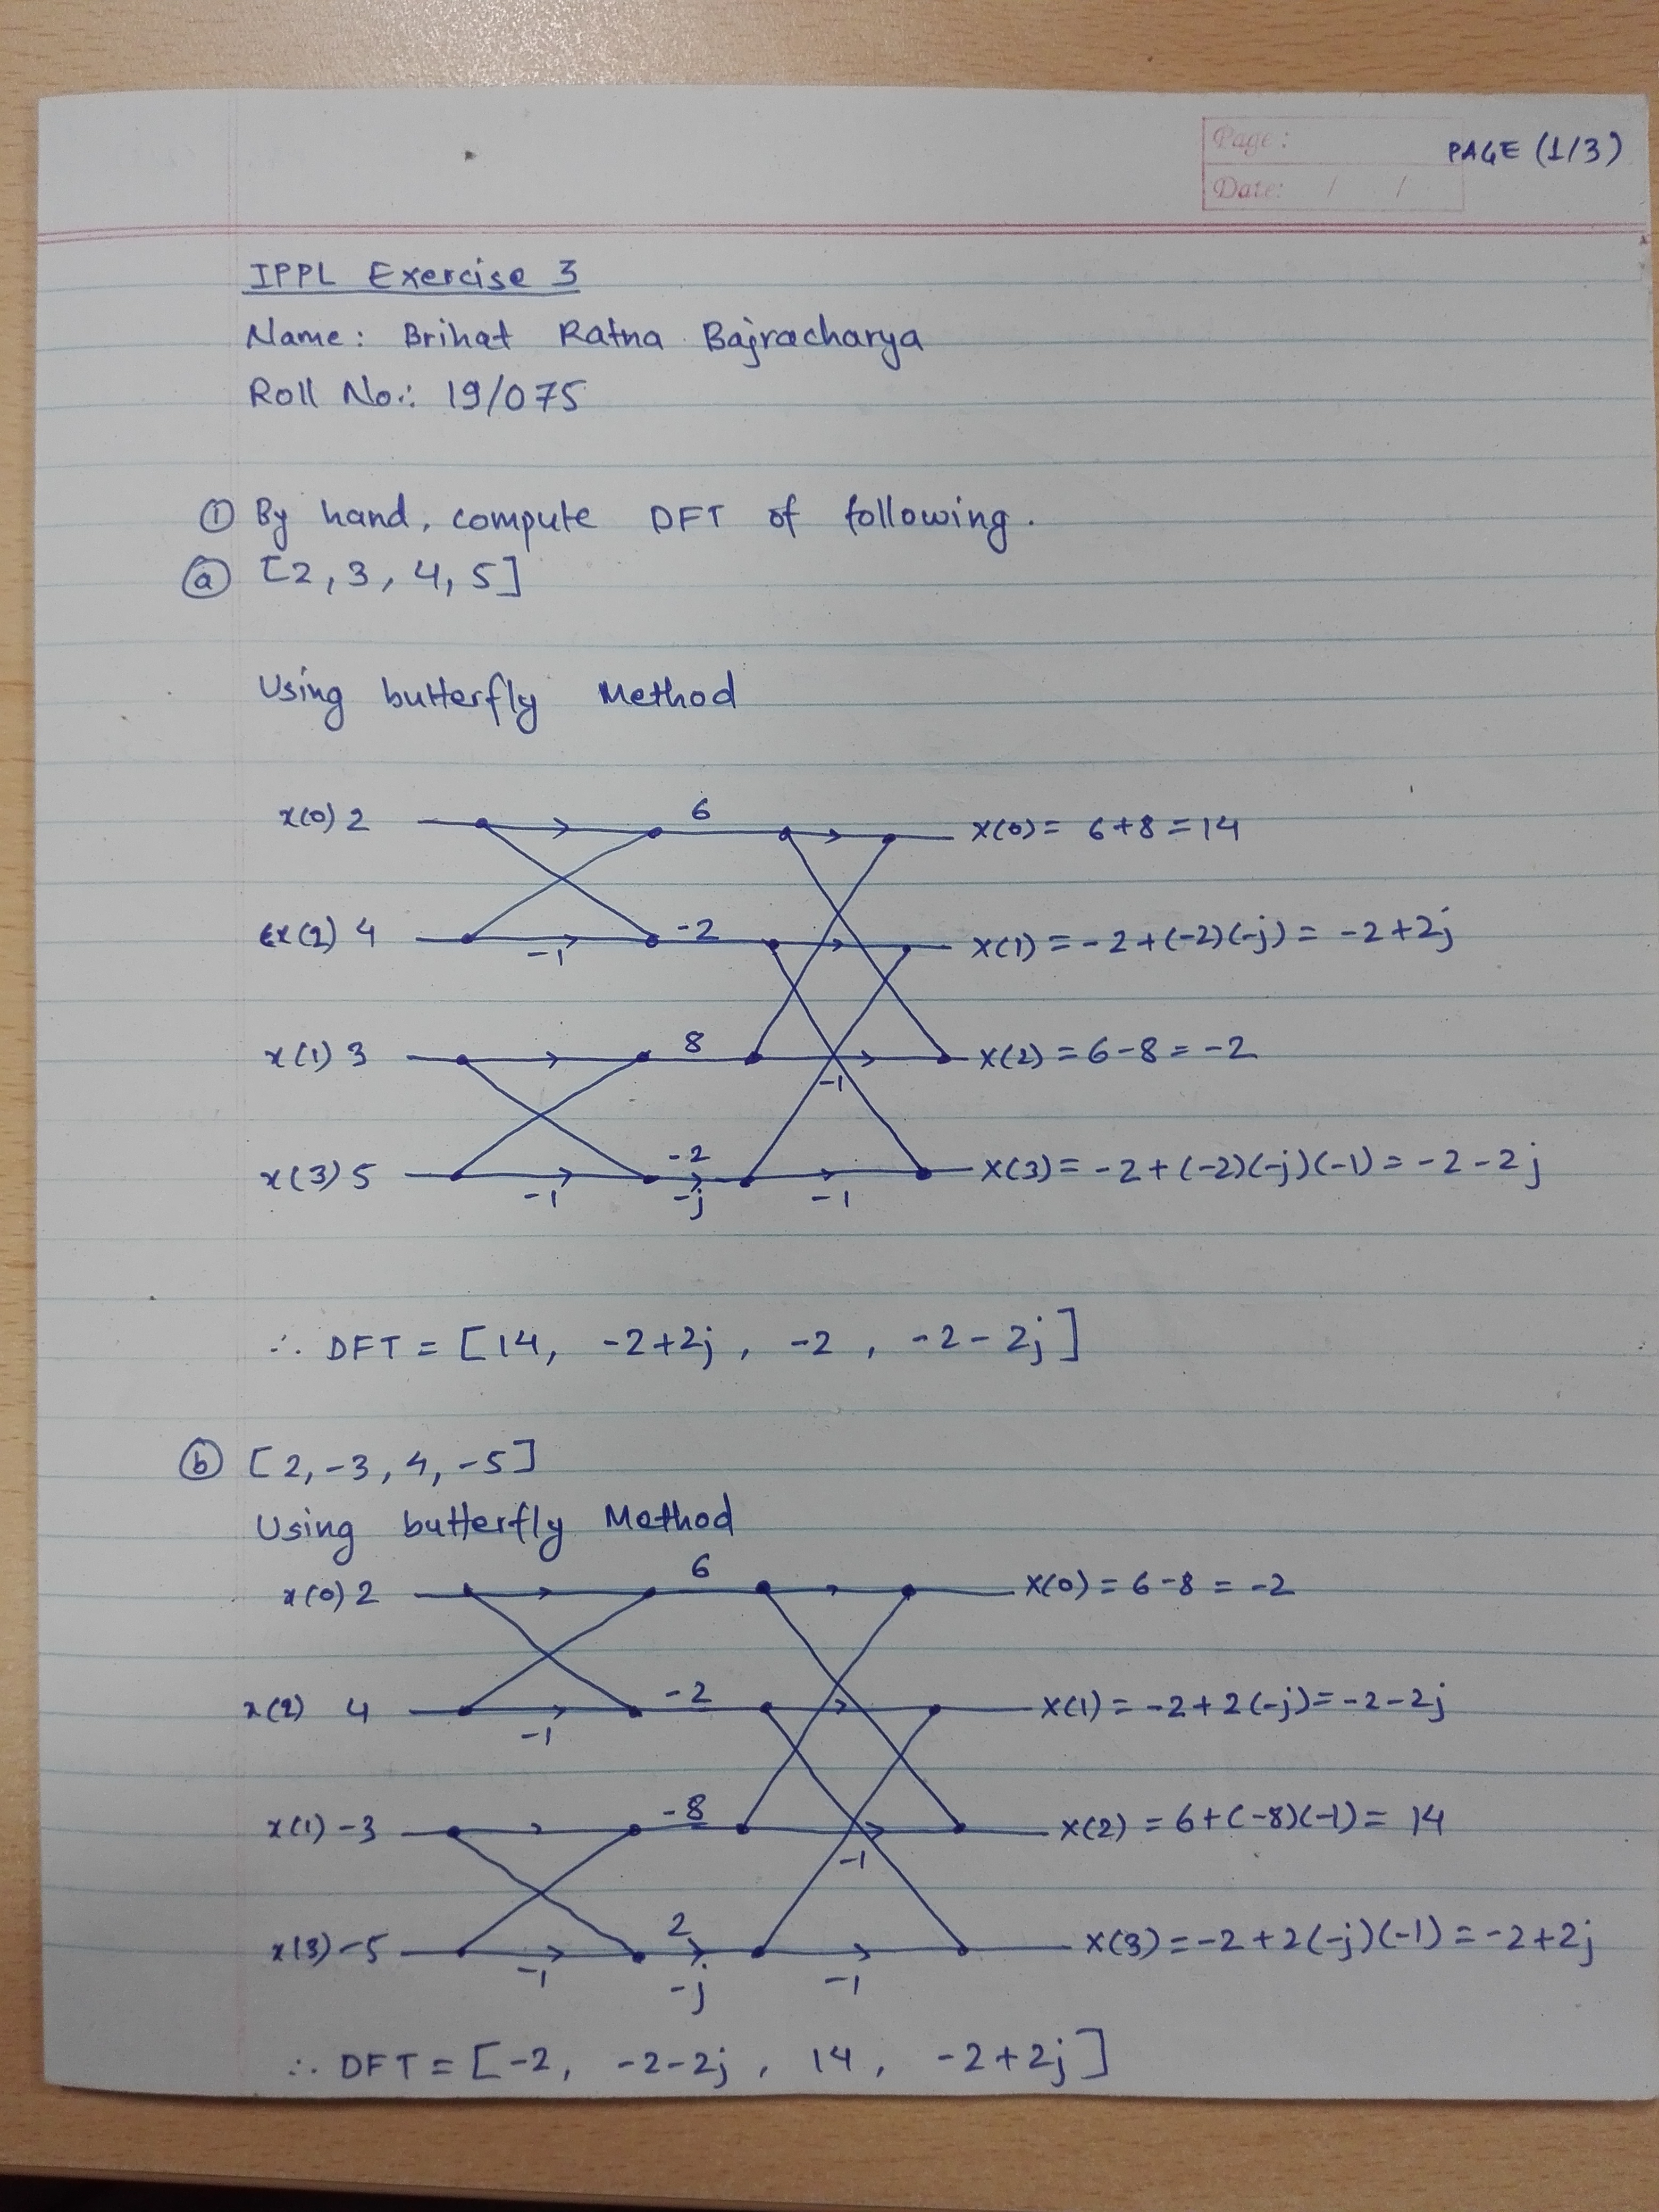 Page :
PAGE (1/3)
Date: / /
IPPL Exercise 3
Name: Brihat Ratna Bajracharya
Roll No.: 19/075
① By hand, compute DFT of following.
ⓐ [2, 3, 4, 5]
Using butterfly Method
x(0) 2 6 X(0) = 6+8 = 14
x(2) 4 -1 -2 X(1) = -2+(-2)(-j) = -2+2j
x(1) 3 8 -1 X(2) = 6-8 = -2
x(3) 5 -1 -2 -j -1 X(3) = -2+(-2)(-j)(-1) = -2-2j
∴ DFT = [14, -2+2j, -2, -2-2j]
ⓑ [2, -3, 4, -5]
Using butterfly Method
x(0) 2 6 X(0) = 6-8 = -2
x(2) 4 -1 -2 X(1) = -2+2(-j) = -2-2j
x(1) -3 -8 -1 X(2) = 6+(-8)(-1) = 14
x(3) -5 -1 2 -j -1 X(3) = -2+2(-j)(-1) = -2+2j
∴ DFT = [-2, -2-2j, 14, -2+2j]